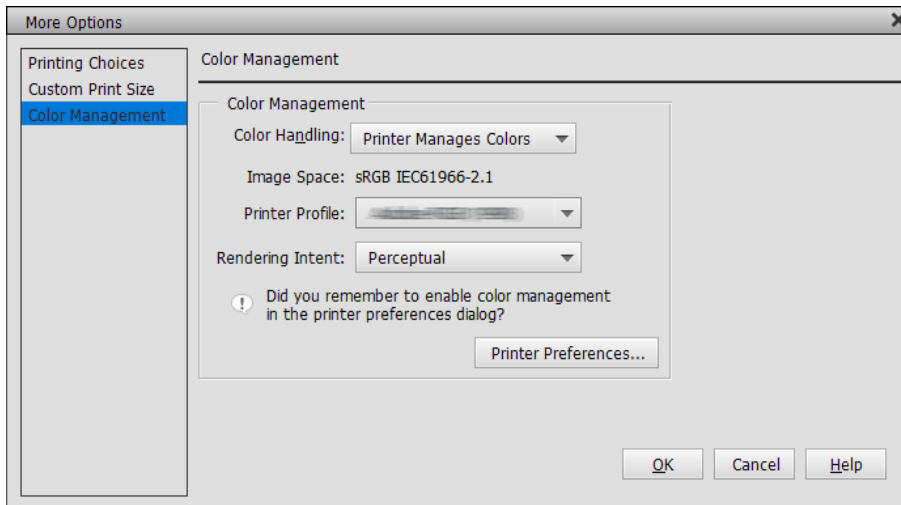 More Options
Printing Choices
Custom Print Size
Color Management
Color Management
Color Management
Color Handling: Printer Manages Colors
Image Space: sRGB IEC61966-2.1
Printer Profile:
Rendering Intent: Perceptual
Did you remember to enable color management
in the printer preferences dialog?
Printer Preferences...
OK Cancel Help